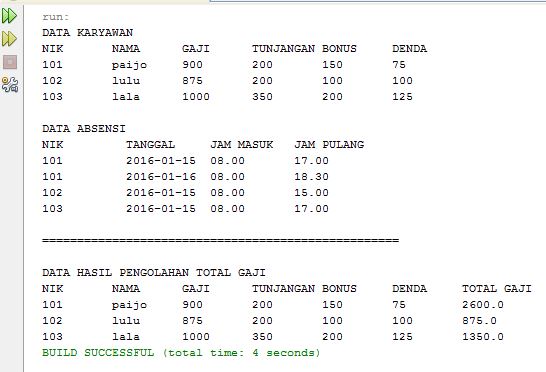 run:
DATA KARYAWAN
NIK NAMA GAJI TUNJANGAN BONUS DENDA
101 paijo 900 200 150 75
102 lulu 875 200 100 100
103 lala 1000 350 200 125
DATA ABSENSI
NIK TANGGAL JAM MASUK JAM PULANG
101 2016-01-15 08.00 17.00
101 2016-01-16 08.00 18.30
102 2016-01-15 08.00 15.00
103 2016-01-15 08.00 17.00
===================================================
DATA HASIL PENGOLAHAN TOTAL GAJI
NIK NAMA GAJI TUNJANGAN BONUS DENDA TOTAL GAJI
101 paijo 900 200 150 75 2600.0
102 lulu 875 200 100 100 875.0
103 lala 1000 350 200 125 1350.0
BUILD SUCCESSFUL (total time: 4 seconds)